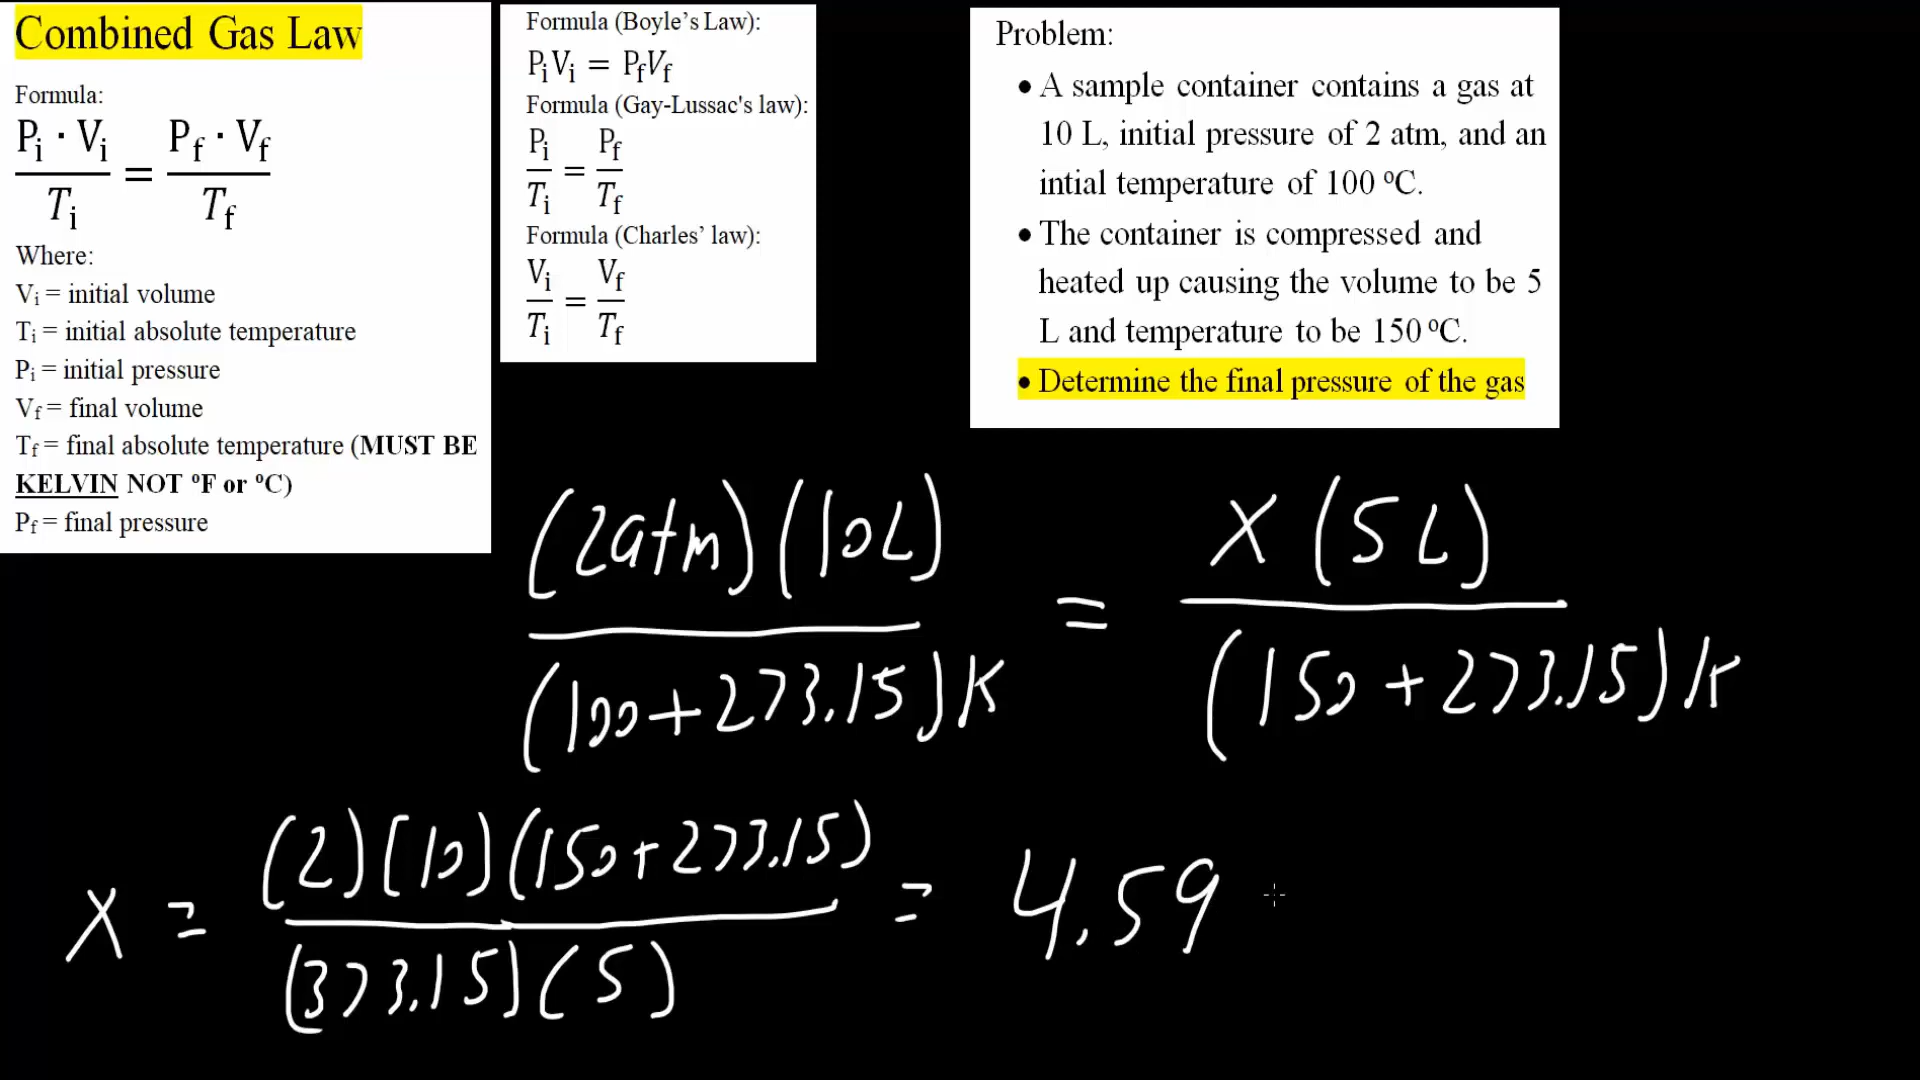 Combined Gas Law
Formula:
Pi · Vi / Ti = Pf · Vf / Tf
Where:
Vi = initial volume
Ti = initial absolute temperature
Pi = initial pressure
Vf = final volume
Tf = final absolute temperature (MUST BE
KELVIN NOT ºF or ºC)
Pf = final pressure
Formula (Boyle’s Law):
PiVi = PfVf
Formula (Gay-Lussac's law):
Pi / Ti = Pf / Tf
Formula (Charles’ law):
Vi / Ti = Vf / Tf
Problem:
• A sample container contains a gas at
10 L, initial pressure of 2 atm, and an
intial temperature of 100 ºC.
• The container is compressed and
heated up causing the volume to be 5
L and temperature to be 150 ºC.
• Determine the final pressure of the gas
(2atm)(10L) / (100+273.15)K = X(5L) / (150+273.15)K
X = (2)(10)(150+273.15) / (373.15)(5) = 4.59